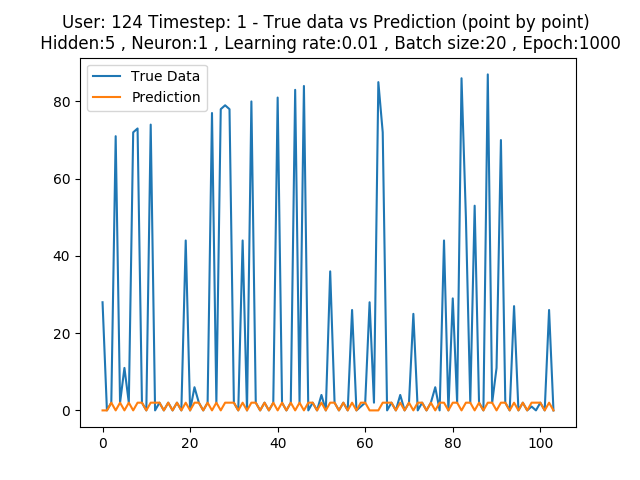 User: 124 Timestep: 1 - True data vs Prediction (point by point)
Hidden:5 , Neuron:1 , Learning rate:0.01 , Batch size:20 , Epoch:1000
True Data
Prediction
80
60
40
20
0
0 20 40 60 80 100